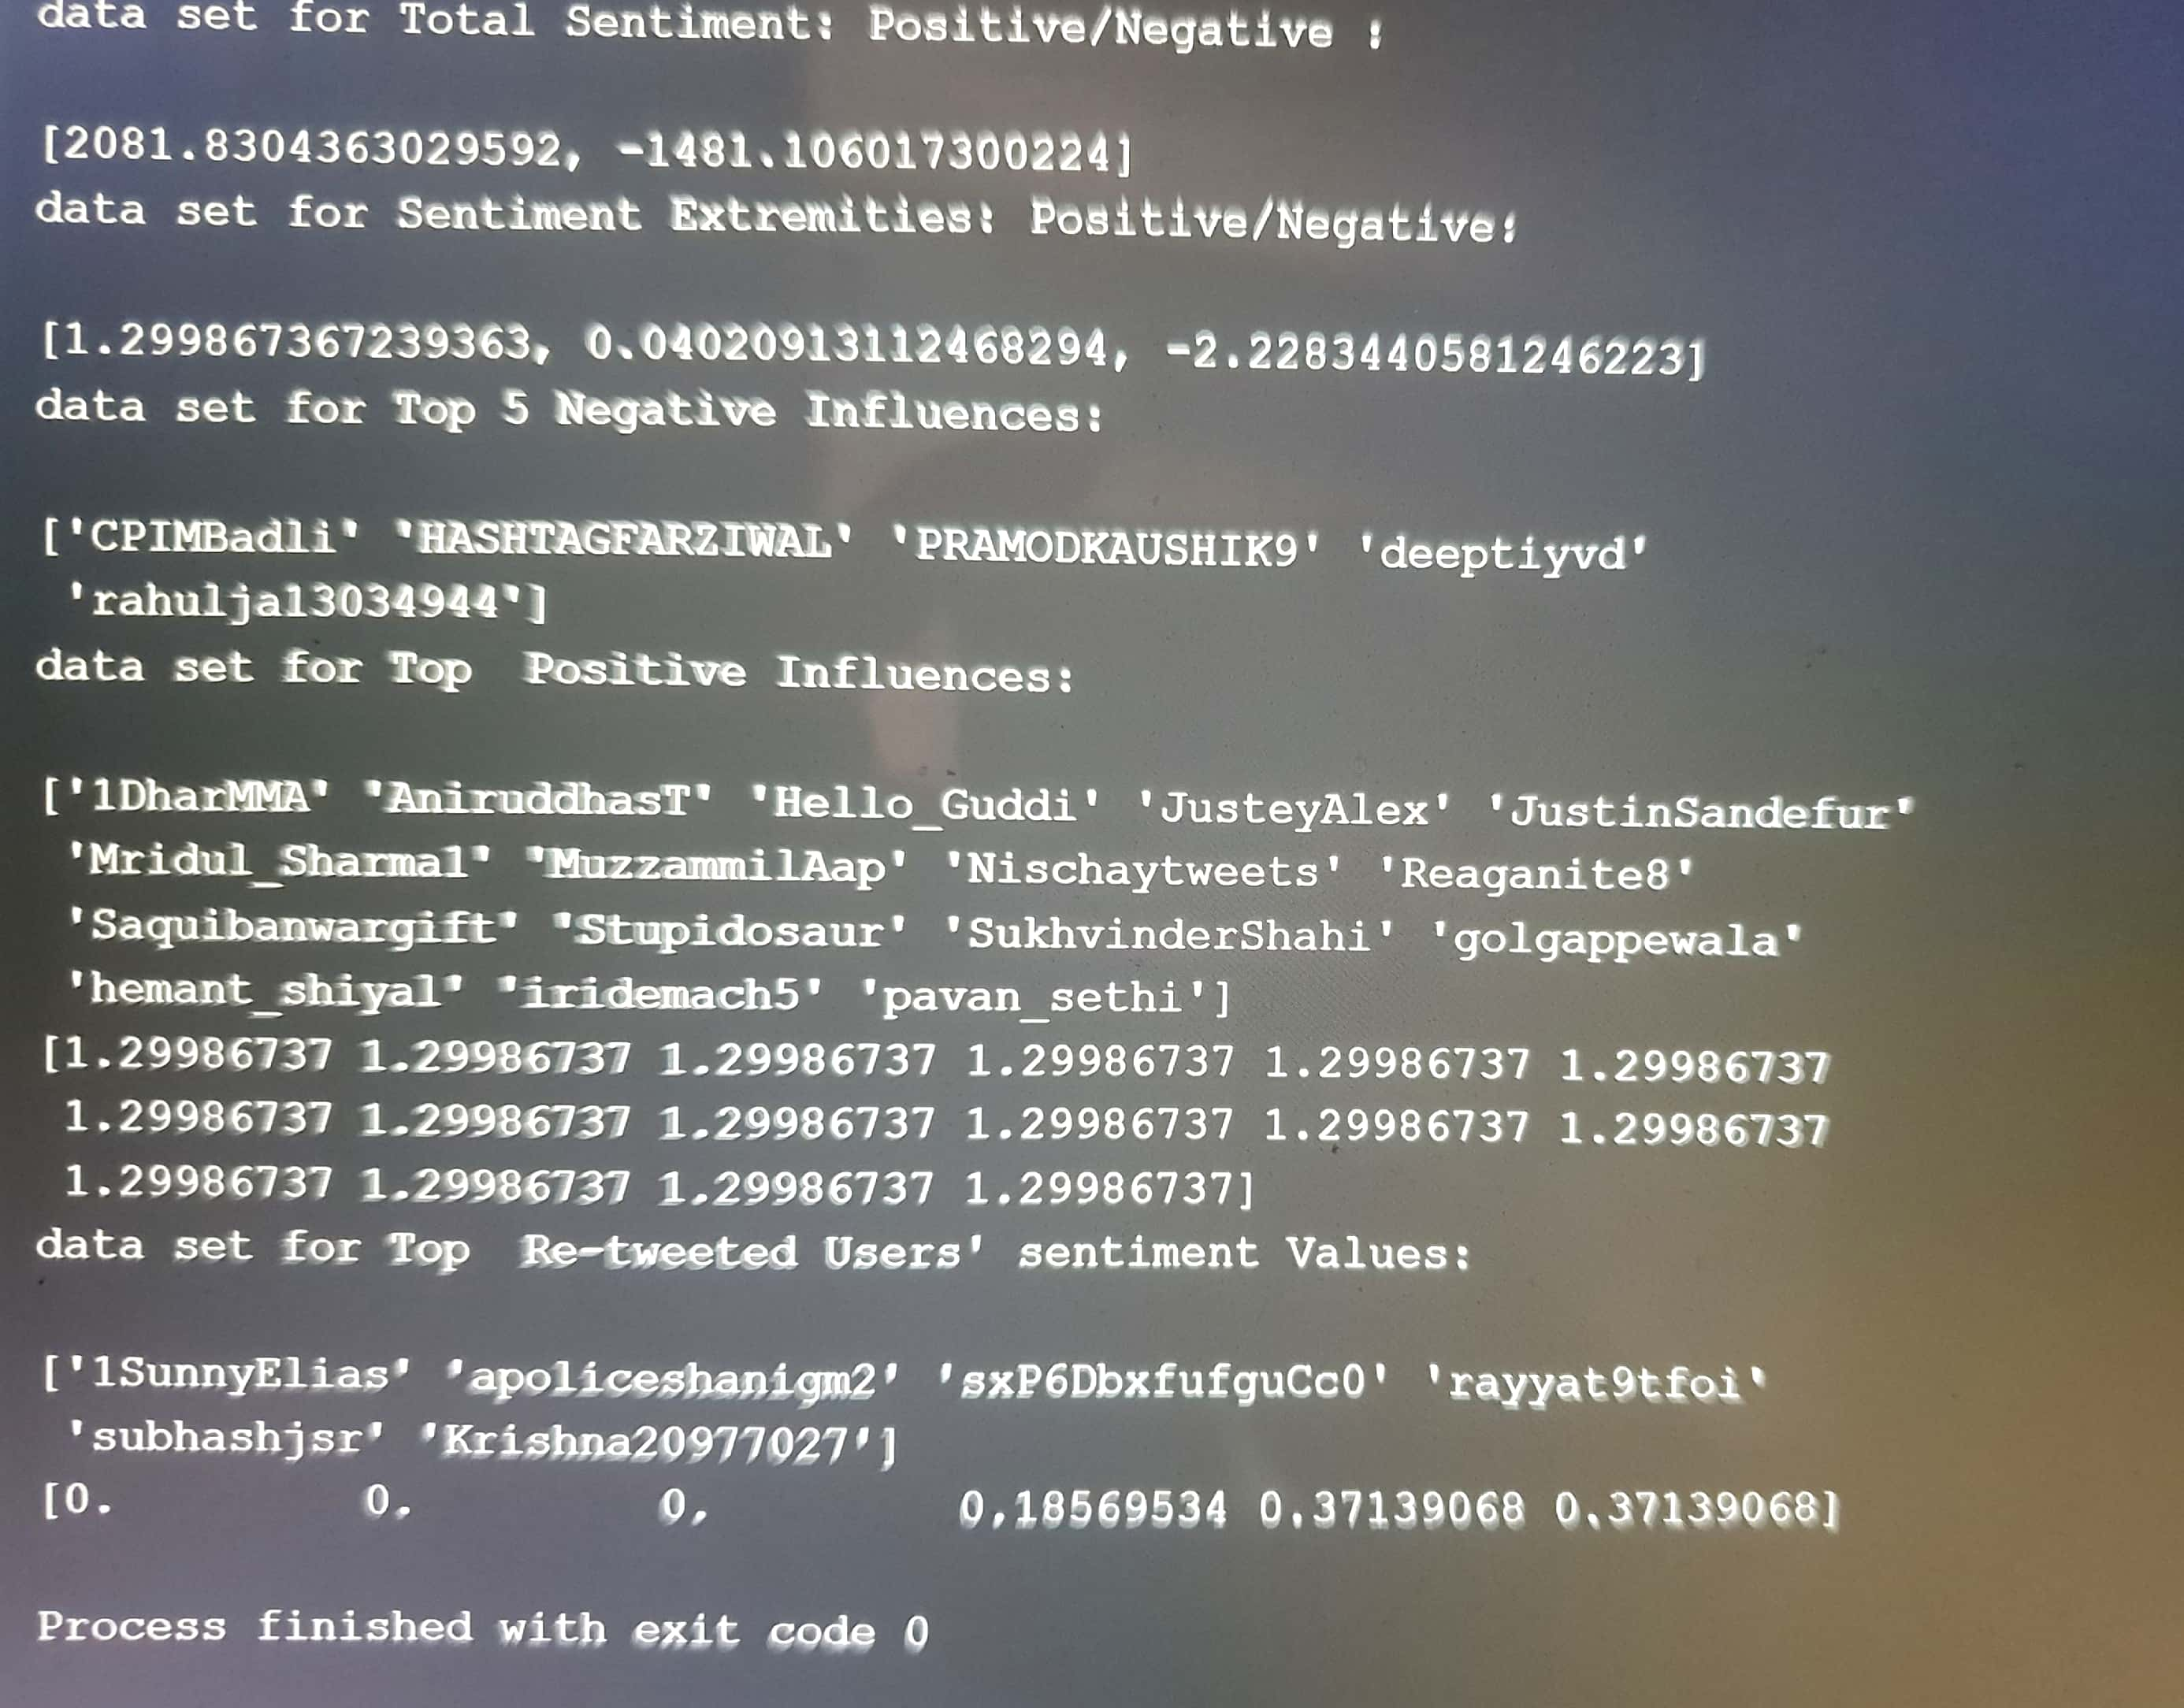 data set for Total Sentiment: Positive/Negative :
[2081.8304363029592, -1481.106017300224]
data set for Sentiment Extremities: Positive/Negative:
[1.299867367239363, 0.04020913112468294, -2.2283440581246223]
data set for Top 5 Negative Influences:
['CPIMBadli' 'HASHTAGFARZIWAL' 'PRAMODKAUSHIK9' 'deeptiyvd'
'rahulja13034944']
data set for Top  Positive Influences:
['1DharMMA' 'AniruddhasT' 'Hello_Guddi' 'JusteyAlex' 'JustinSandefur'
'Mridul_Sharma1' 'MuzzammilAap' 'Nischaytweets' 'Reaganite8'
'Saquibanwargift' 'Stupidosaur' 'SukhvinderShahi' 'golgappewala'
'hemant_shiyal' 'iridemach5' 'pavan_sethi']
[1.29986737 1.29986737 1.29986737 1.29986737 1.29986737 1.29986737
1.29986737 1.29986737 1.29986737 1.29986737 1.29986737 1.29986737
1.29986737 1.29986737 1.29986737 1.29986737]
data set for Top  Re-tweeted Users' sentiment Values:
['1SunnyElias' 'apoliceshanigm2' 'sxP6DbxfufguCc0' 'rayyat9tfoi'
'subhashjsr' 'Krishna20977027']
[0.         0.         0.         0.18569534 0.37139068 0.37139068]
Process finished with exit code 0